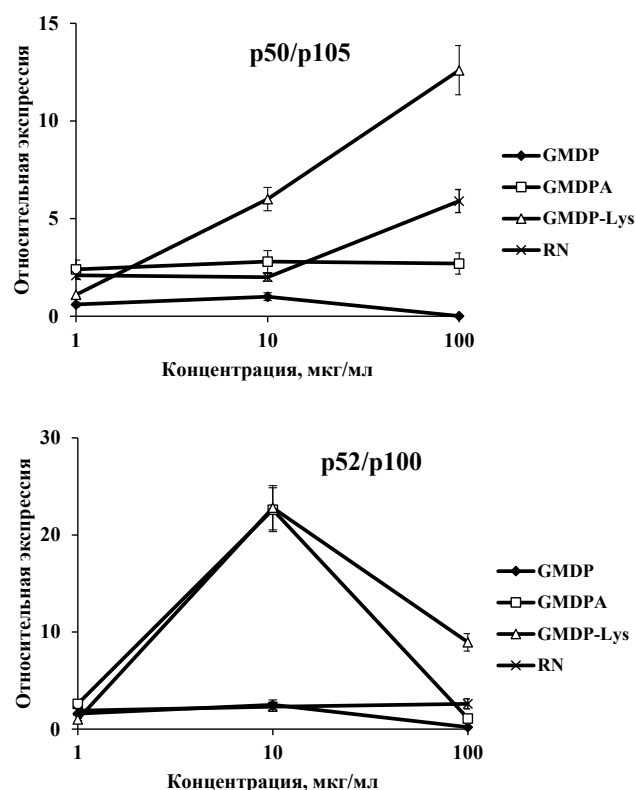 p50/p105
Относительная экспрессия
15
10
5
0
1 10 100
Концентрация, мкг/мл
GMDP
GMDPA
GMDP-Lys
RN
p52/p100
Относительная экспрессия
30
20
10
0
1 10 100
Концентрация, мкг/мл
GMDP
GMDPA
GMDP-Lys
RN